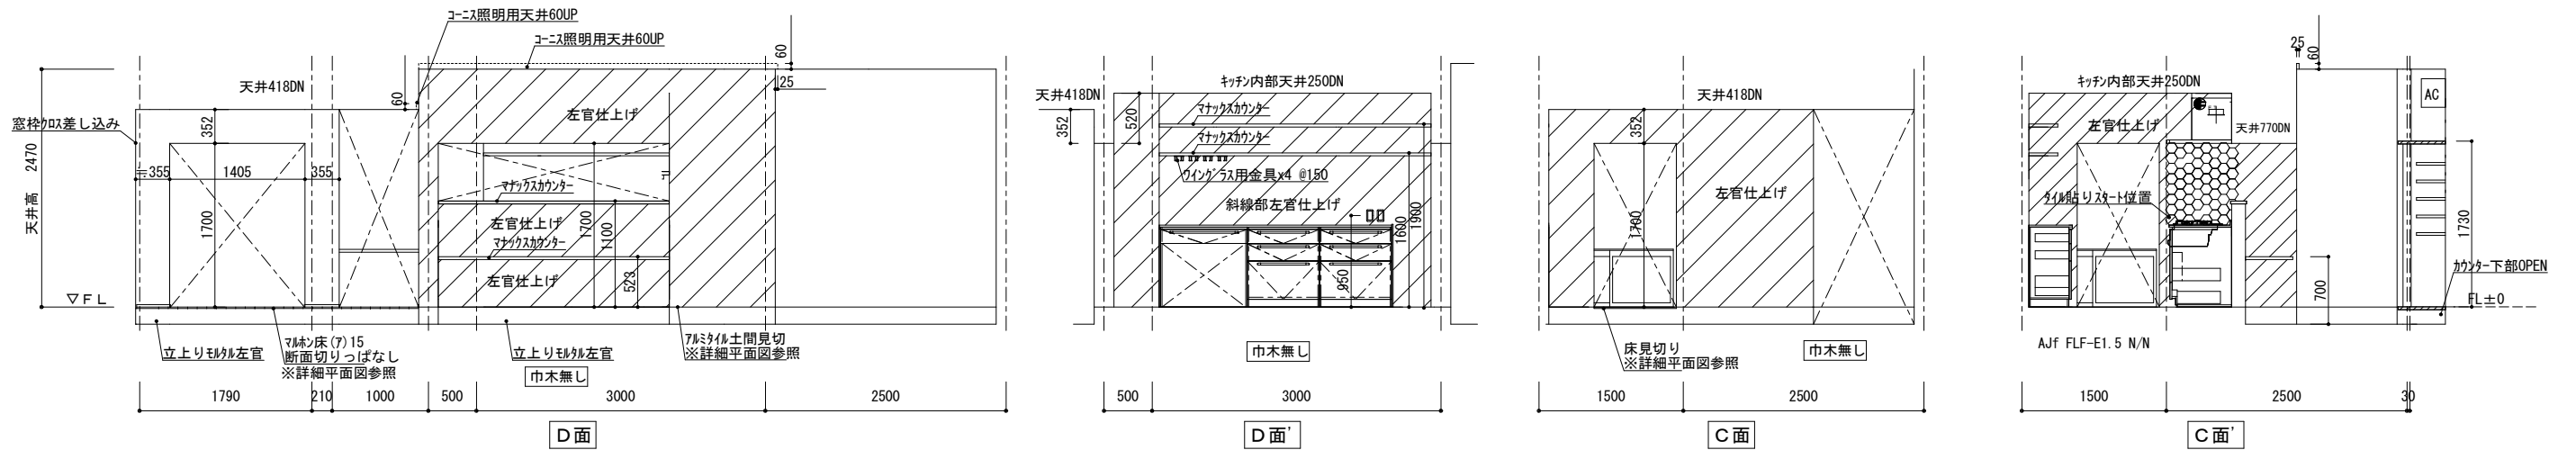 コーニス照明用天井60UP
コーニス照明用天井60UP
60
25
天井418DN
60
窓枠クロス差し込み
352
左官仕上げ
天井高 2470
≒355
1405
355
1700
マナックスカウンター
左官仕上げ
マナックスカウンター
左官仕上げ
1700
1100
523
▽FL
立上りモルタル左官
マルホン床(ア)15
断面切りっぱなし
※詳細平面図参照
立上りモルタル左官
巾木無し
アルミタイル土間見切
※詳細平面図参照
1790
210
1000
500
3000
2500
D面
天井418DN
352
520
キッチン内部天井250DN
マナックスカウンター
マナックスカウンター
ワイングラス用金具x4 @150
斜線部左官仕上げ
950
1600
1900
巾木無し
500
3000
D面'
天井418DN
352
左官仕上げ
1700
床見切り
※詳細平面図参照
巾木無し
1500
2500
C面
25
60
キッチン内部天井250DN
AC
左官仕上げ
天井770DN
タイル貼りスタート位置
1730
700
カウンター下部OPEN
FL±0
AJf FLF-E1.5 N/N
1500
2500
30
C面'